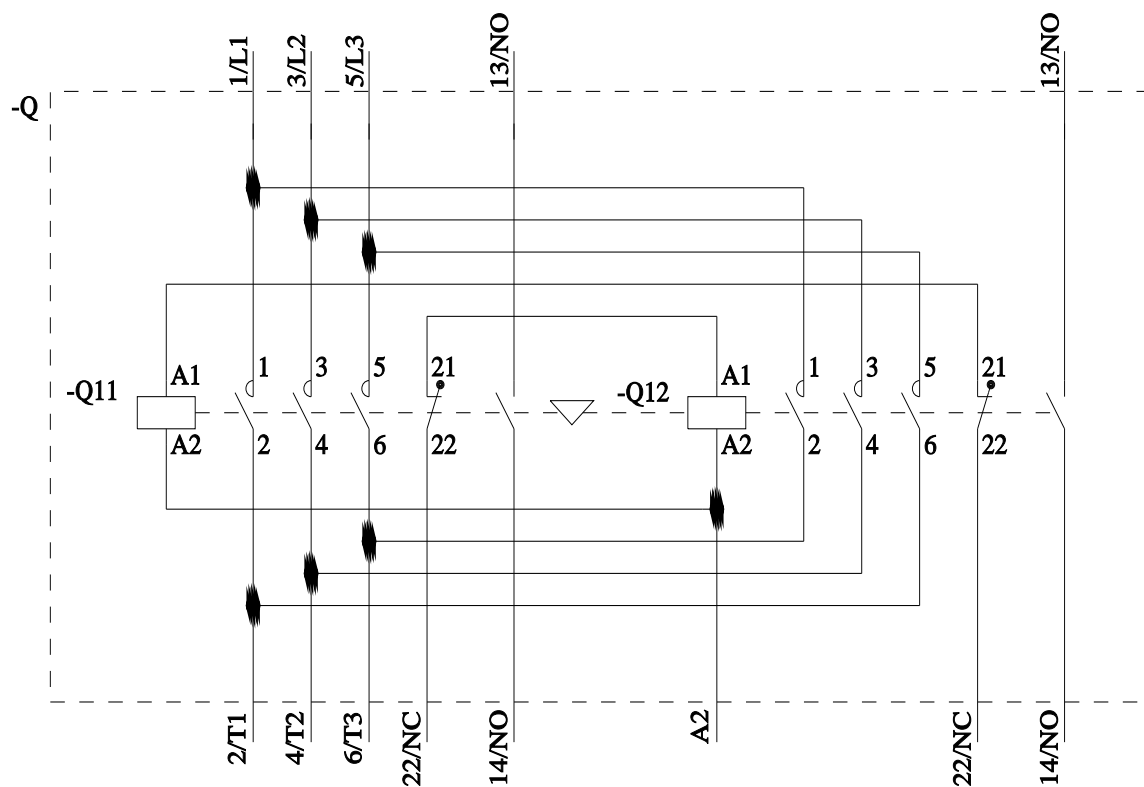 1/L1 3/L2 5/L3 13/NO 13/NO
-Q
1 3 5 21 1 3 5 21
-Q11 A1 -Q12 A1
A2 2 4 6 22 A2 2 4 6 22
2/T1 4/T2 6/T3 22/NC 14/NO A2 22/NC 14/NO